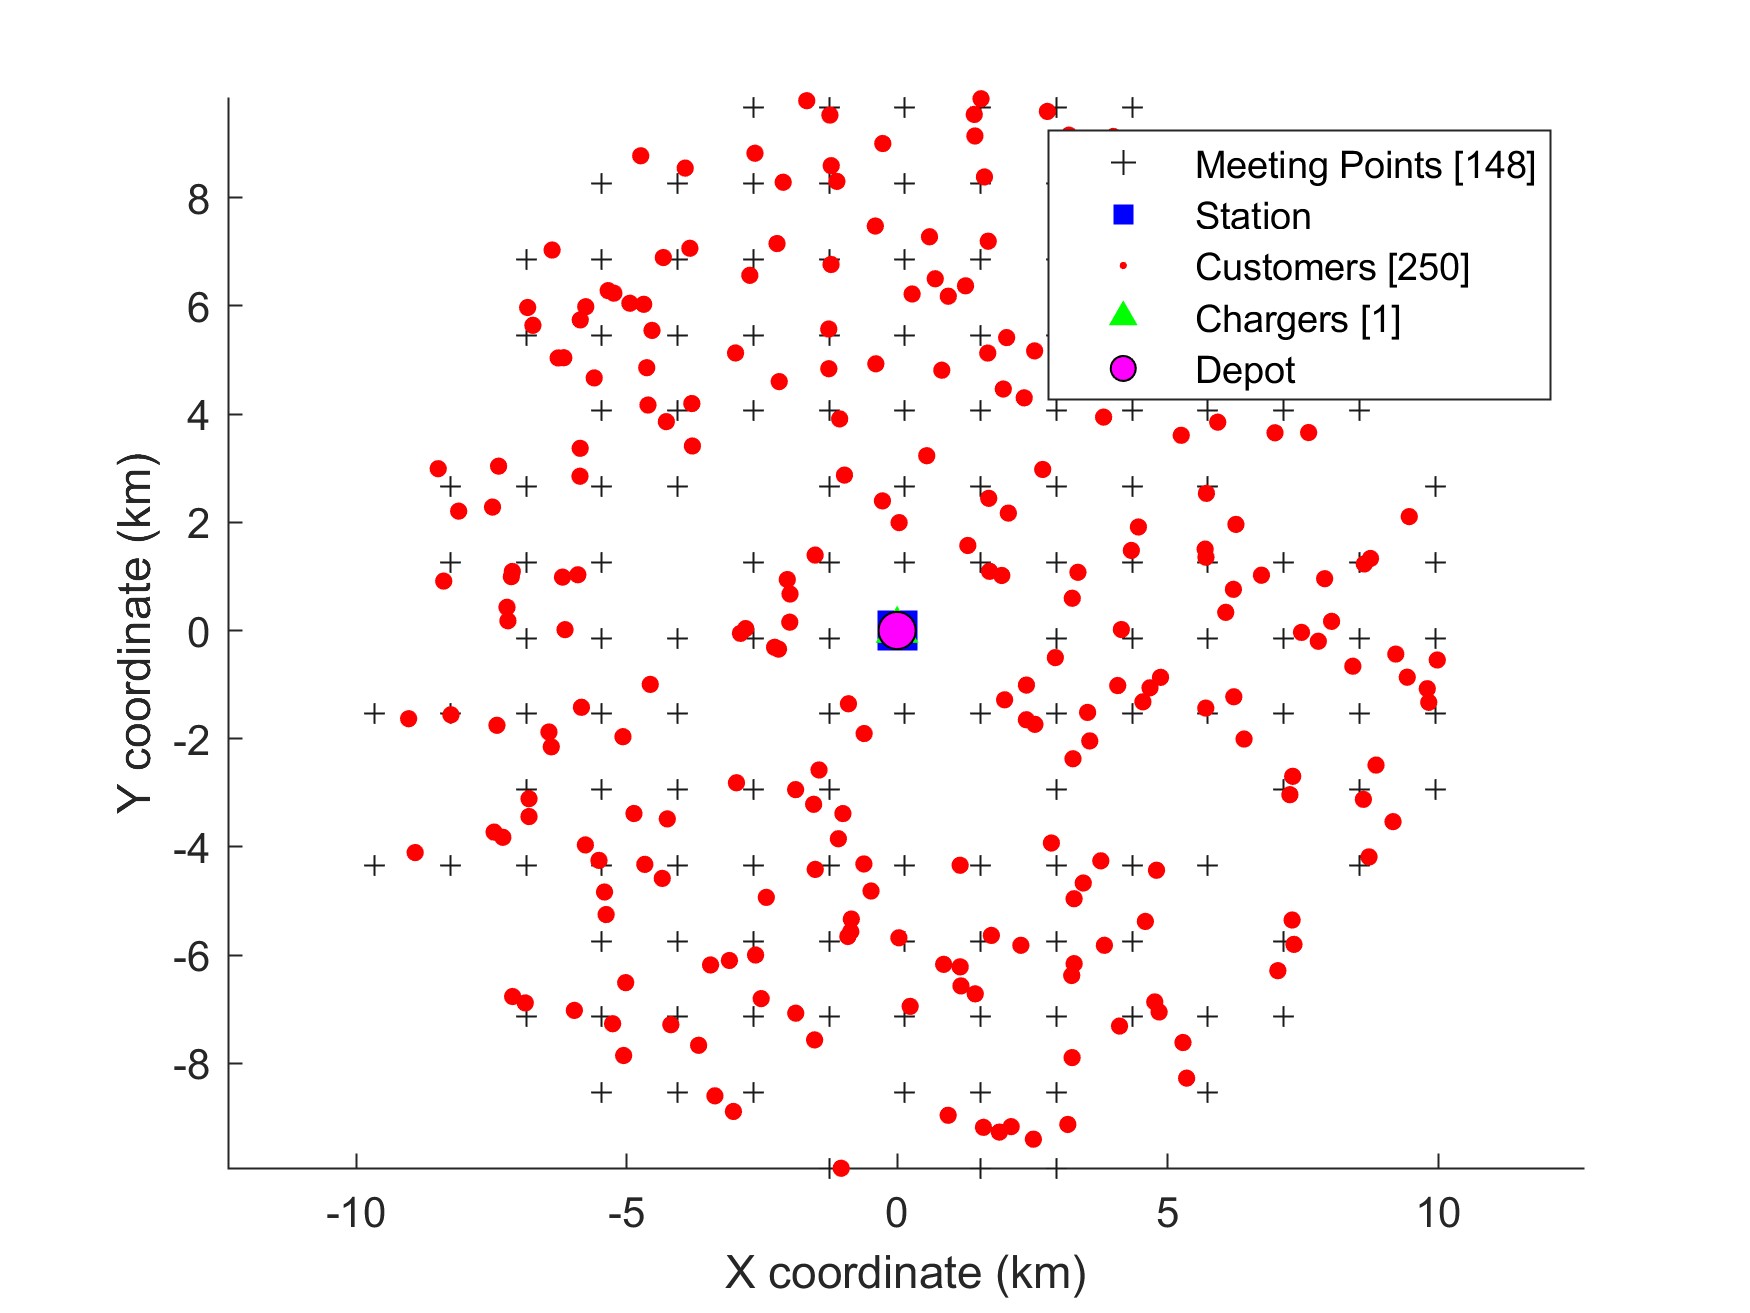 Meeting Points [148]
Station
Customers [250]
Chargers [1]
Depot
8
6
4
2
0
-2
-4
-6
-8
Y coordinate (km)
-10 -5 0 5 10
X coordinate (km)